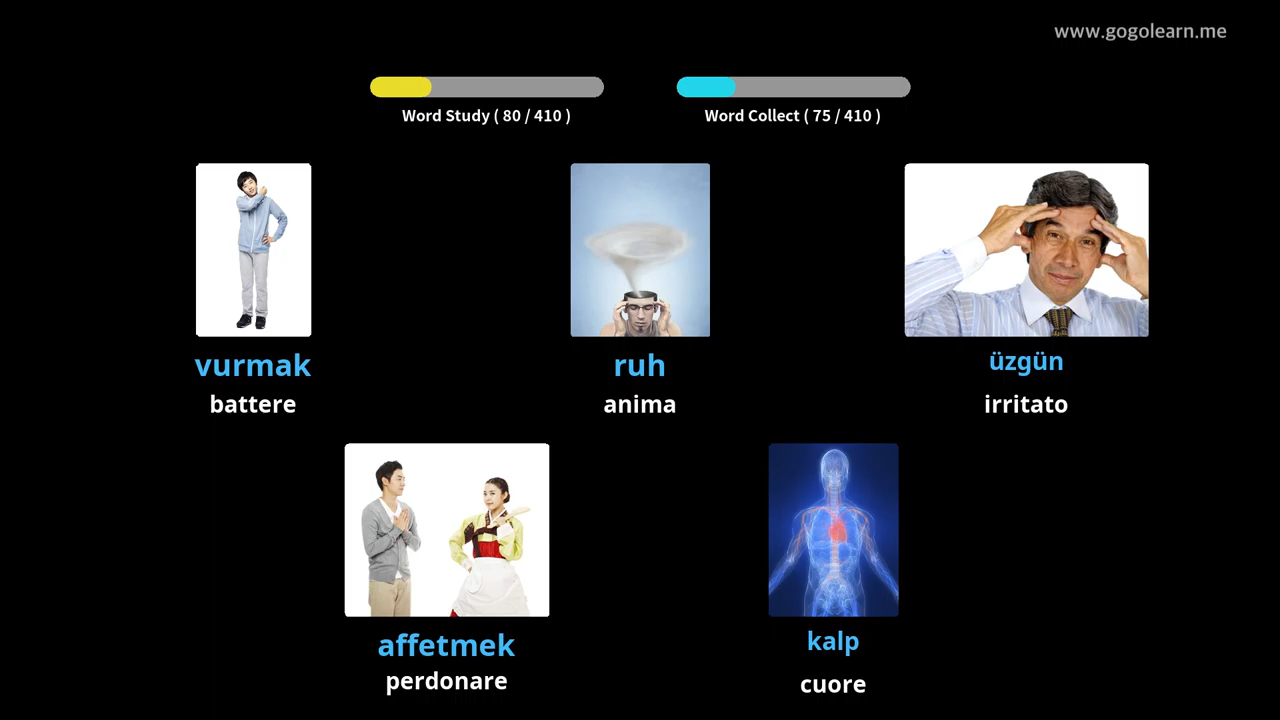 www.gogolearn.me
Word Study ( 80 / 410 )
Word Collect ( 75 / 410 )
vurmak
battere
ruh
anima
üzgün
irritato
affetmek
perdonare
kalp
cuore